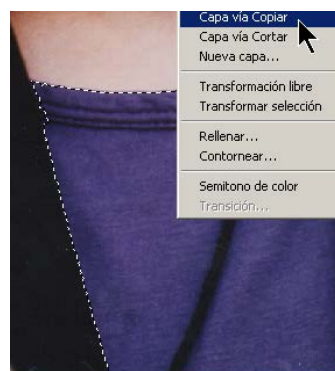 Capa vía Copiar
Capa vía Cortar
Nueva capa...
Transformación libre
Transformar selección
Rellenar...
Contornear...
Semitono de color
Transición...